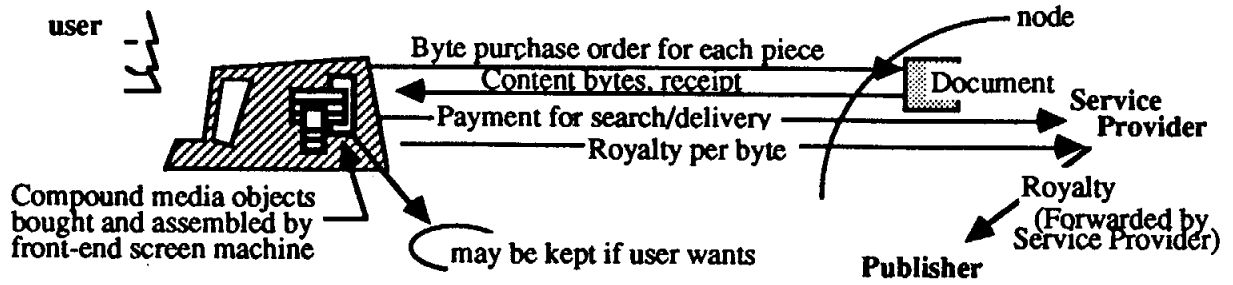 user
node
Byte purchase order for each piece
Content bytes, receipt
Document
Payment for search/delivery
Service
Provider
Royalty per byte
Compound media objects
bought and assembled by
front-end screen machine
may be kept if user wants
Royalty
(Forwarded by
Service Provider)
Publisher